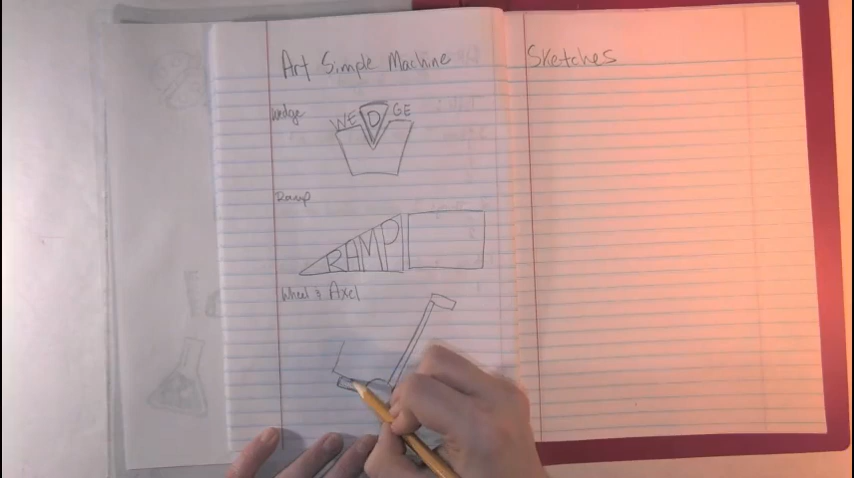 Art Simple Machine
Sketches
Wedge
WEDGE
Ramp
RAMP
Wheel & Axel